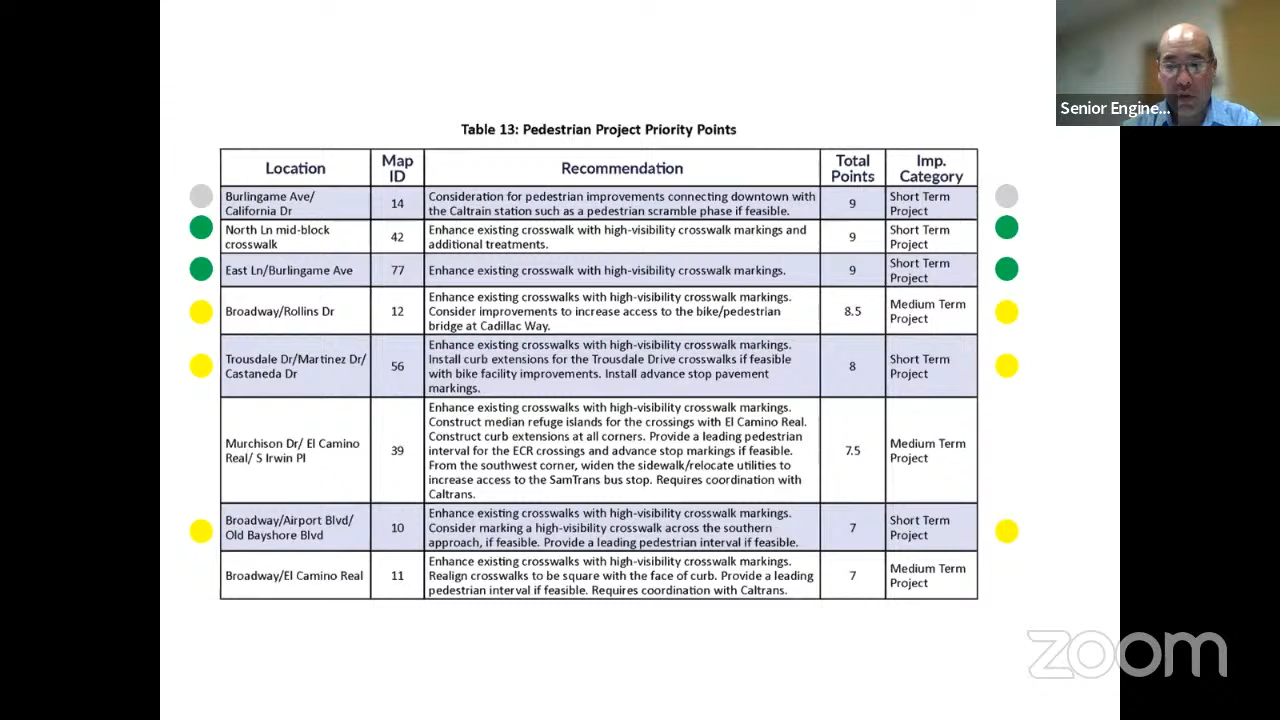 Senior Engine...
Table 13: Pedestrian Project Priority Points
Location
Map
ID
Recommendation
Total
Points
Imp.
Category
Burlingame Ave/
California Dr
14
Consideration for pedestrian improvements connecting downtown with
the Caltrain station such as a pedestrian scramble phase if feasible.
9
Short Term
Project
North Ln mid-block
crosswalk
42
Enhance existing crosswalk with high-visibility crosswalk markings and
additional treatments.
9
Short Term
Project
East Ln/Burlingame Ave
77
Enhance existing crosswalk with high-visibility crosswalk markings.
9
Short Term
Project
Broadway/Rollins Dr
12
Enhance existing crosswalks with high-visibility crosswalk markings.
Consider improvements to increase access to the bike/pedestrian
bridge at Cadillac Way.
8.5
Medium Term
Project
Trousdale Dr/Martinez Dr/
Castaneda Dr
56
Enhance existing crosswalks with high-visibility crosswalk markings.
Install curb extensions for the Trousdale Drive crosswalks if feasible
with bike facility improvements. Install advance stop pavement
markings.
8
Short Term
Project
Murchison Dr/ El Camino
Real/ S Irwin Pl
39
Enhance existing crosswalks with high-visibility crosswalk markings.
Construct median refuge islands for the crossings with El Camino Real.
Construct curb extensions at all corners. Provide a leading pedestrian
interval for the ECR crossings and advance stop markings if feasible.
From the southwest corner, widen the sidewalk/relocate utilities to
increase access to the SamTrans bus stop. Requires coordination with
Caltrans.
7.5
Medium Term
Project
Broadway/Airport Blvd/
Old Bayshore Blvd
10
Enhance existing crosswalks with high-visibility crosswalk markings.
Consider marking a high-visibility crosswalk across the southern
approach, if feasible. Provide a leading pedestrian interval if feasible.
7
Short Term
Project
Broadway/El Camino Real
11
Enhance existing crosswalks with high-visibility crosswalk markings.
Realign crosswalks to be square with the face of curb. Provide a leading
pedestrian interval if feasible. Requires coordination with Caltrans.
7
Medium Term
Project
zoom